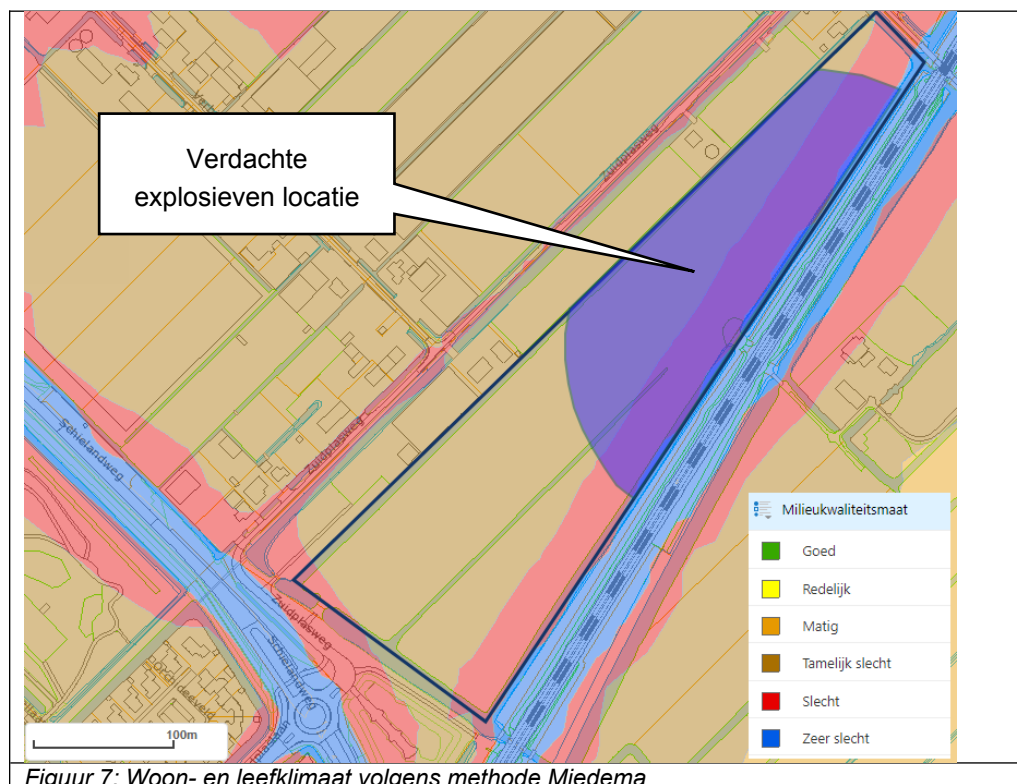 Verdachte
explosieven locatie
Zuidplasweg
Zuidplasweg
Schielandweg
Zuidplasweg
Schielandweg
100m
Milieukwaliteitsmaat
Goed
Redelijk
Matig
Tamelijk slecht
Slecht
Zeer slecht
Figuur 7: Woon- en leefklimaat volgens methode Miedema